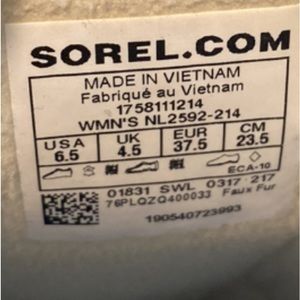 SOREL.COM
MADE IN VIETNAM
Fabriqué au Vietnam
1758111214
WMN'S NL2592-214
USA UK EUR CM
6.5 4.5 37.5 23.5
ECA-10
01831 SWL 0317 217
76PLQZQ400033 Faux Fur
190540723993